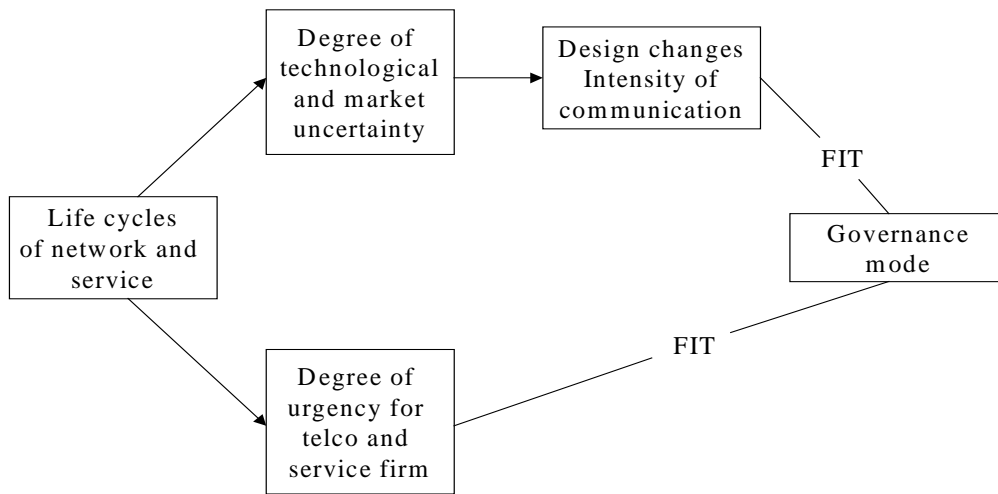 Degree of
technological
and market
uncertainty
Design changes
Intensity of
communication
FIT
Life cycles
of network and
service
Governance
mode
FIT
Degree of
urgency for
telco and
service firm